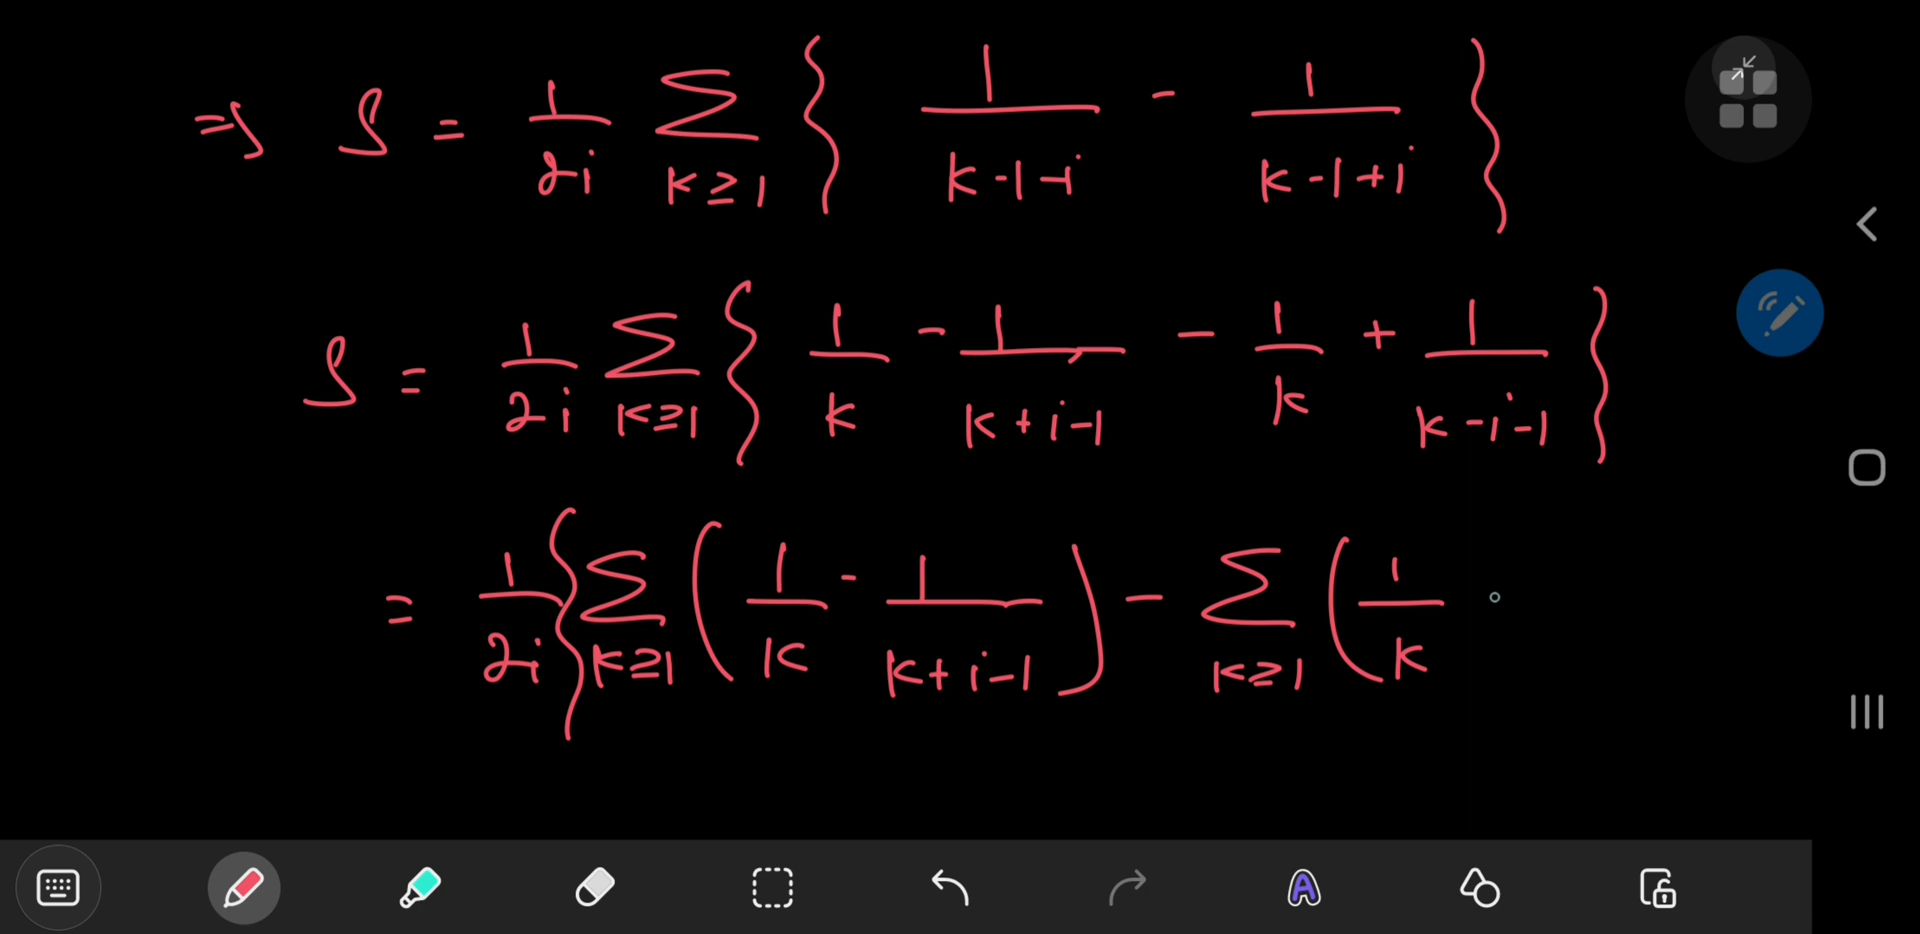 ⇒ S = 1/2i Σ k≥1 { 1/(k-1-i) - 1/(k-1+i) }
S = 1/2i Σ k≥1 { 1/k - 1/(k+i-1) - 1/k + 1/(k-i-1) }
= 1/2i { Σ k≥1 ( 1/k - 1/(k+i-1) ) - Σ k≥1 ( 1/k